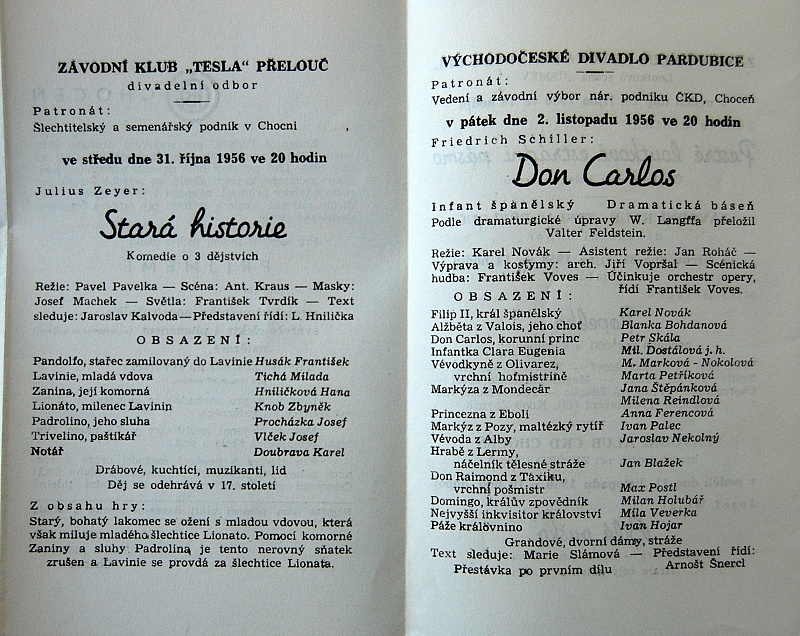 ZÁVODNÍ KLUB „TESLA“ PŘELOUČ
divadelní odbor
Patronát:
Šlechtitelský a semenářský podnik v Chocni
ve středu dne 31. října 1956 ve 20 hodin
Julius Zeyer:
Stará historie
Komedie o 3 dějstvích
Režie: Pavel Pavelka — Scéna: Ant. Kraus — Masky:
Josef Machek — Světla: František Tvrdík — Text
sleduje: Jaroslav Kalvoda—Představení řídí: L. Hnilička
OBSAZENÍ:
Pandolfo, stařec zamilovaný do Lavinie Husák František
Lavinie, mladá vdova Tichá Milada
Zanina, její komorná Hniličková Hana
Lionáto, milenec Lavinin Knob Zbyněk
Padrolino, jeho sluha Procházka Josef
Trivelino, paštikář Vlček Josef
Notář Doubrava Karel
Drábové, kuchtíci, muzikanti, lid
Děj se odehrává v 17. století
Z obsahu hry:
Starý, bohatý lakomec se ožení s mladou vdovou, která
však miluje mladého šlechtice Lionato. Pomocí komorné
Zaniny a sluhy Padrolina je tento nerovný sňatek
zrušen a Lavinie se provdá za šlechtice Lionata.
VÝCHODOČESKÉ DIVADLO PARDUBICE
Patronát:
Vedení a závodní výbor nár. podniku ČKD, Choceň
v pátek dne 2. listopadu 1956 ve 20 hodin
Friedrich Schiller:
Don Carlos
Infant španělský Dramatická báseň
Podle dramaturgické úpravy W. Langffa přeložil
Valter Feldstein.
Režie: Karel Novák — Asistent režie: Jan Roháč —
Výprava a kostymy: arch. Jiří Vopršal — Scénická
hudba: František Voves — Účinkuje orchestr opery,
řídí František Voves.
OBSAZENÍ:
Filip II, král španělský Karel Novák
Alžběta z Valois, jeho choť Blanka Bohdanová
Don Carlos, korunní princ Petr Skála
Infantka Clara Eugenia Mil. Dostálová j. h.
Vévodkyně z Olivarez, M. Marková - Nokolová
vrchní hofmistrině Marta Petříková
Markýza z Mondecár Jana Štěpánková
Milena Reindlová
Princezna z Eboli Anna Ferencová
Markýz z Pozy, maltézký rytíř Ivan Palec
Vévoda z Alby Jaroslav Nekolný
Hrabě z Lermy,
náčelník tělesné stráže Jan Blažek
Don Raimond z Taxiku,
vrchní pošmistr Max Postl
Domingo, králův zpovědník Milan Holubář
Nejvyšší inkvisitor království Míla Veverka
Páže královnino Ivan Hojar
Grandové, dvorní dámy, stráže
Text sleduje: Marie Slámová — Představení řídí:
Přestávka po prvním dílu Arnošt Šnercl